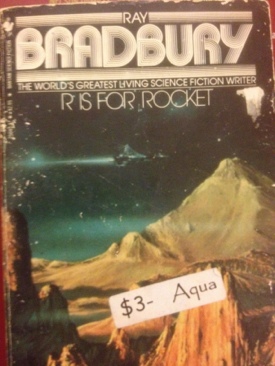 RAY
BRADBURY
THE WORLD'S GREATEST LIVING SCIENCE FICTION WRITER
R IS FOR ROCKET
$3- Aqua